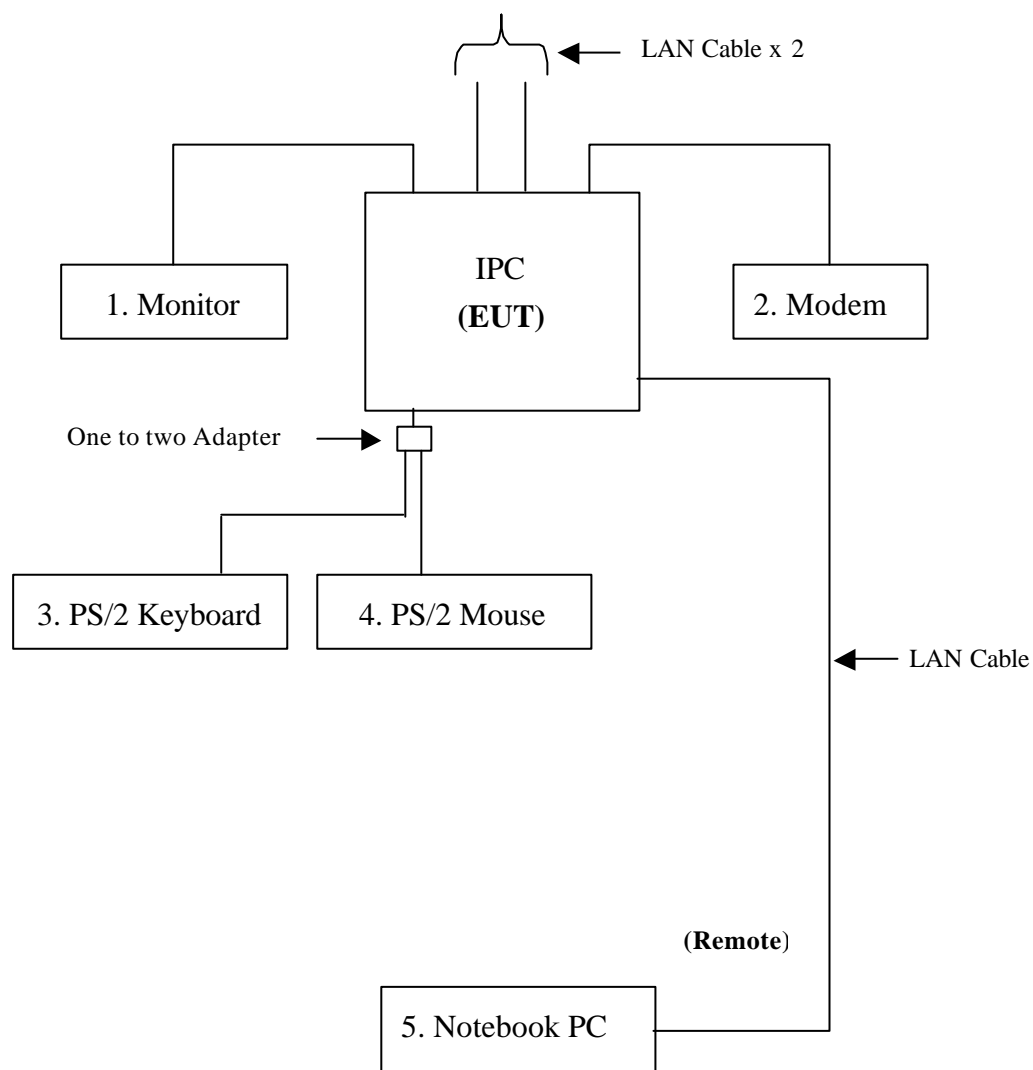 LAN Cable x 2
IPC
(EUT)
1. Monitor
2. Modem
One to two Adapter
3. PS/2 Keyboard
4. PS/2 Mouse
LAN Cable
(Remote)
5. Notebook PC